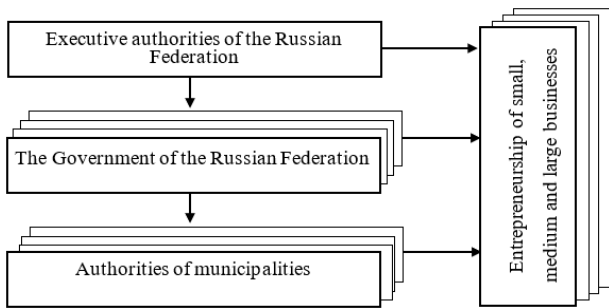 Executive authorities of the Russian
Federation
The Government of the Russian Federation
Authorities of municipalities
Entrepreneurship of small,
medium and large businesses